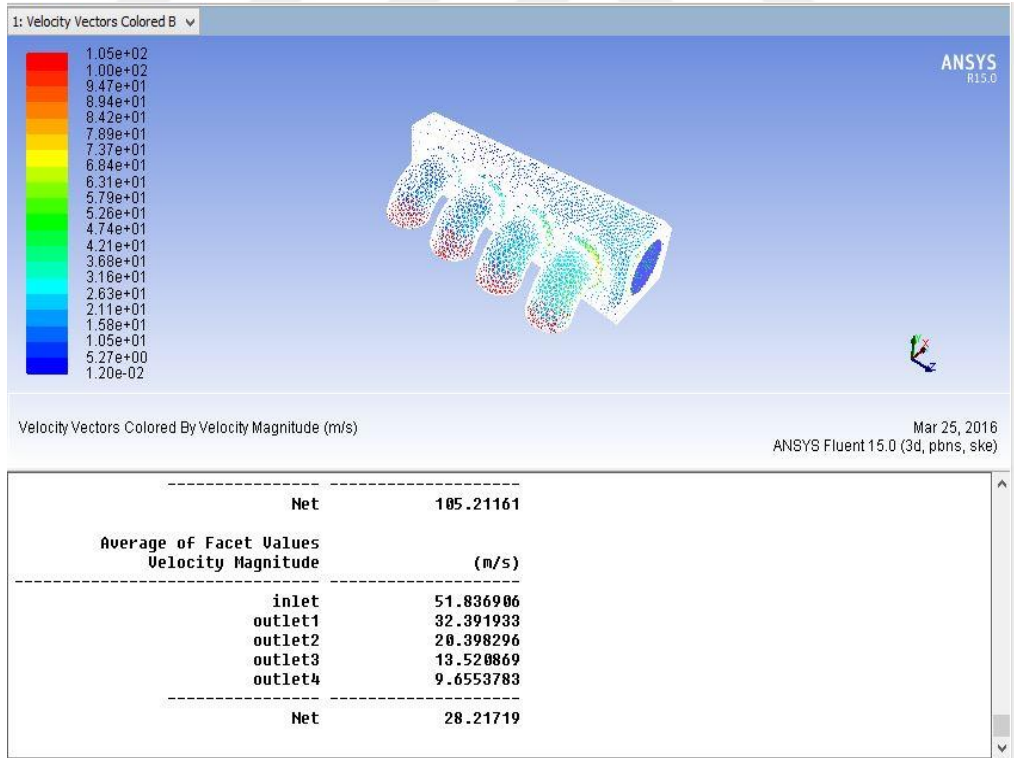 1: Velocity Vectors Colored B
1.05e+02
1.00e+02
9.47e+01
8.94e+01
8.42e+01
7.89e+01
7.37e+01
6.84e+01
6.31e+01
5.79e+01
5.26e+01
4.74e+01
4.21e+01
3.68e+01
3.16e+01
2.63e+01
2.11e+01
1.58e+01
1.05e+01
5.27e+00
1.20e-02
ANSYS
R15.0
Y
X
Z
Velocity Vectors Colored By Velocity Magnitude (m/s)
Mar 25, 2016
ANSYS Fluent 15.0 (3d, pbns, ske)
---------------- --------------------
Net 105.21161
Average of Facet Values
Velocity Magnitude (m/s)
-------------------------------- --------------------
inlet 51.836906
outlet1 32.391933
outlet2 20.398296
outlet3 13.520869
outlet4 9.6553783
---------------- --------------------
Net 28.21719